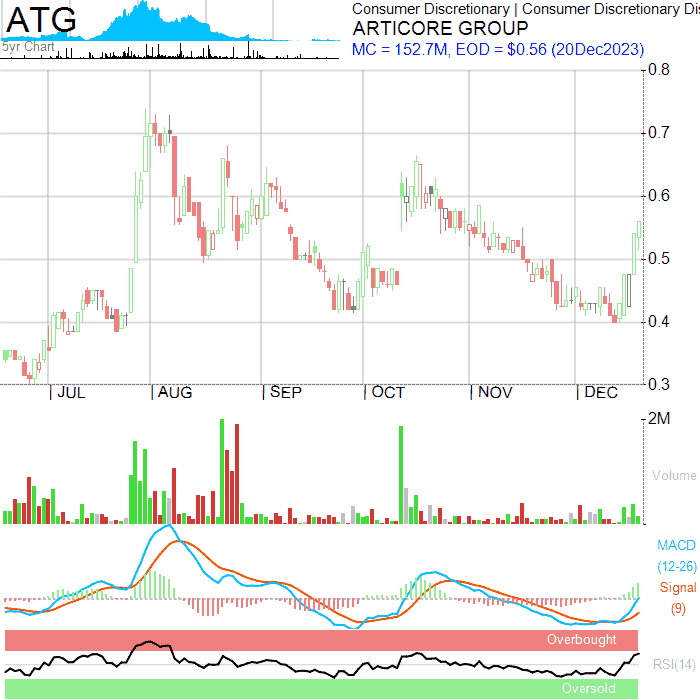 ATG
5yr Chart
Consumer Discretionary | Consumer Discretionary Dis
ARTICORE GROUP
MC = 152.7M, EOD = $0.56 (20Dec2023)
0.8
0.7
0.6
0.5
0.4
0.3
JUL
AUG
SEP
OCT
NOV
DEC
2M
Volume
MACD
(12-26)
Signal
(9)
Overbought
RSI(14)
Oversold